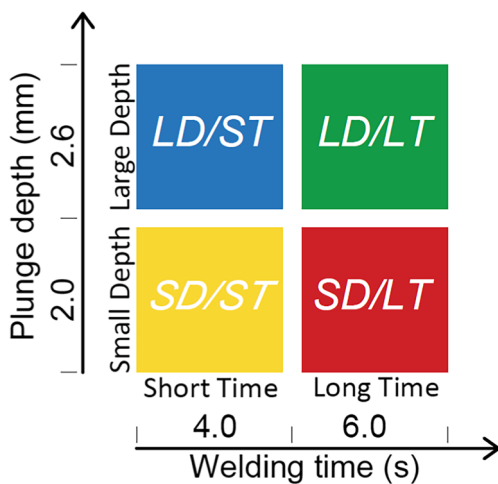 Plunge depth (mm)
2.6
2.0
Large Depth
Small Depth
LD/ST
LD/LT
SD/ST
SD/LT
Short Time
Long Time
4.0
6.0
Welding time (s)